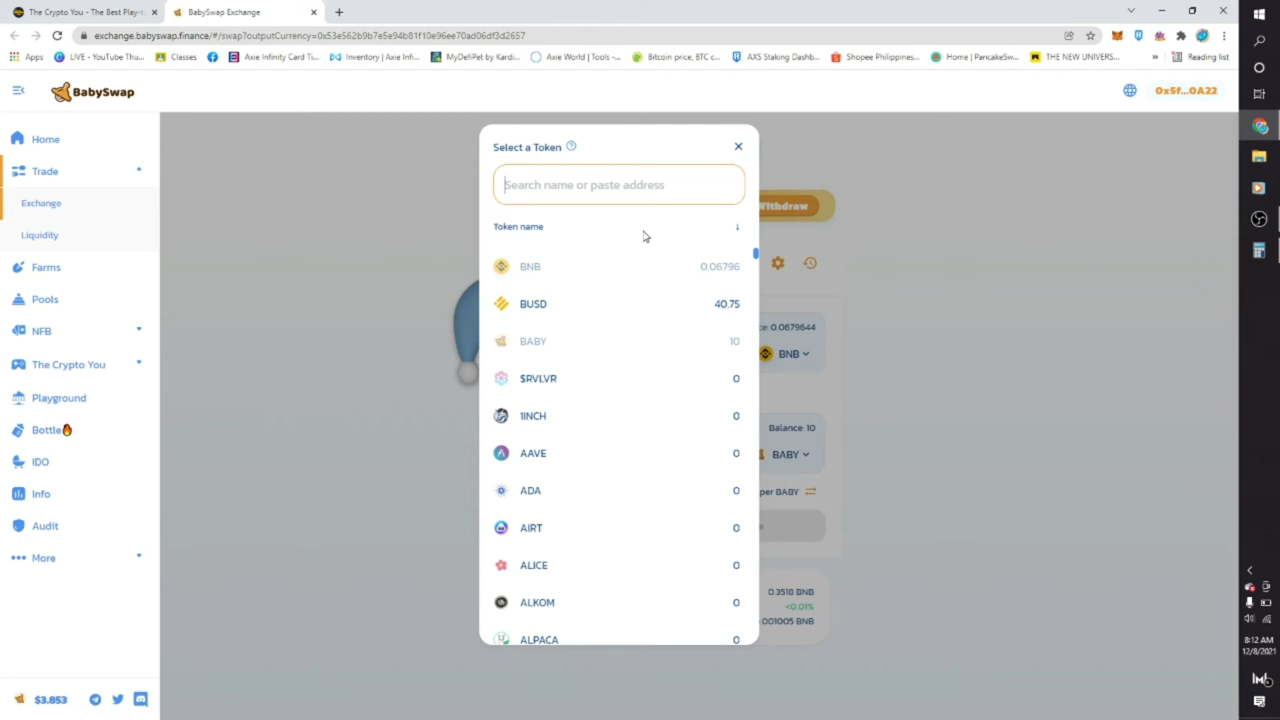 The Crypto You - The Best Play-t
BabySwap Exchange
exchange.babyswap.finance/#/swap?outputCurrency=0x53e562b9b7e5e94b81f10e96ee70ad06df3d2657
Apps
LIVE - YouTube Thu...
Classes
Axie Infinity Card Ti...
Inventory | Axie Infi...
MyDefiPet by Kardi...
Axie World | Tools -...
Bitcoin price, BTC c...
AXS Staking Dashb...
Shopee Philippines...
Home | PancakeSw...
THE NEW UNIVERS...
»
Reading list
BabySwap
0x5f...0A22
Home
Trade
Exchange
Liquidity
Farms
Pools
NFB
The Crypto You
Playground
Bottle
IDO
Info
Audit
More
$3.853
Select a Token
Search name or paste address
Token name
BNB 0.06796
BUSD 40.75
BABY 10
$RVLVR 0
1INCH 0
AAVE 0
ADA 0
AIRT 0
ALICE 0
ALKOM 0
ALPACA 0
Withdraw
ce: 0.0679644
BNB
Balance: 10
BABY
per BABY
0.3518 BNB
<0.01%
.001005 BNB
8:12 AM
12/8/2021